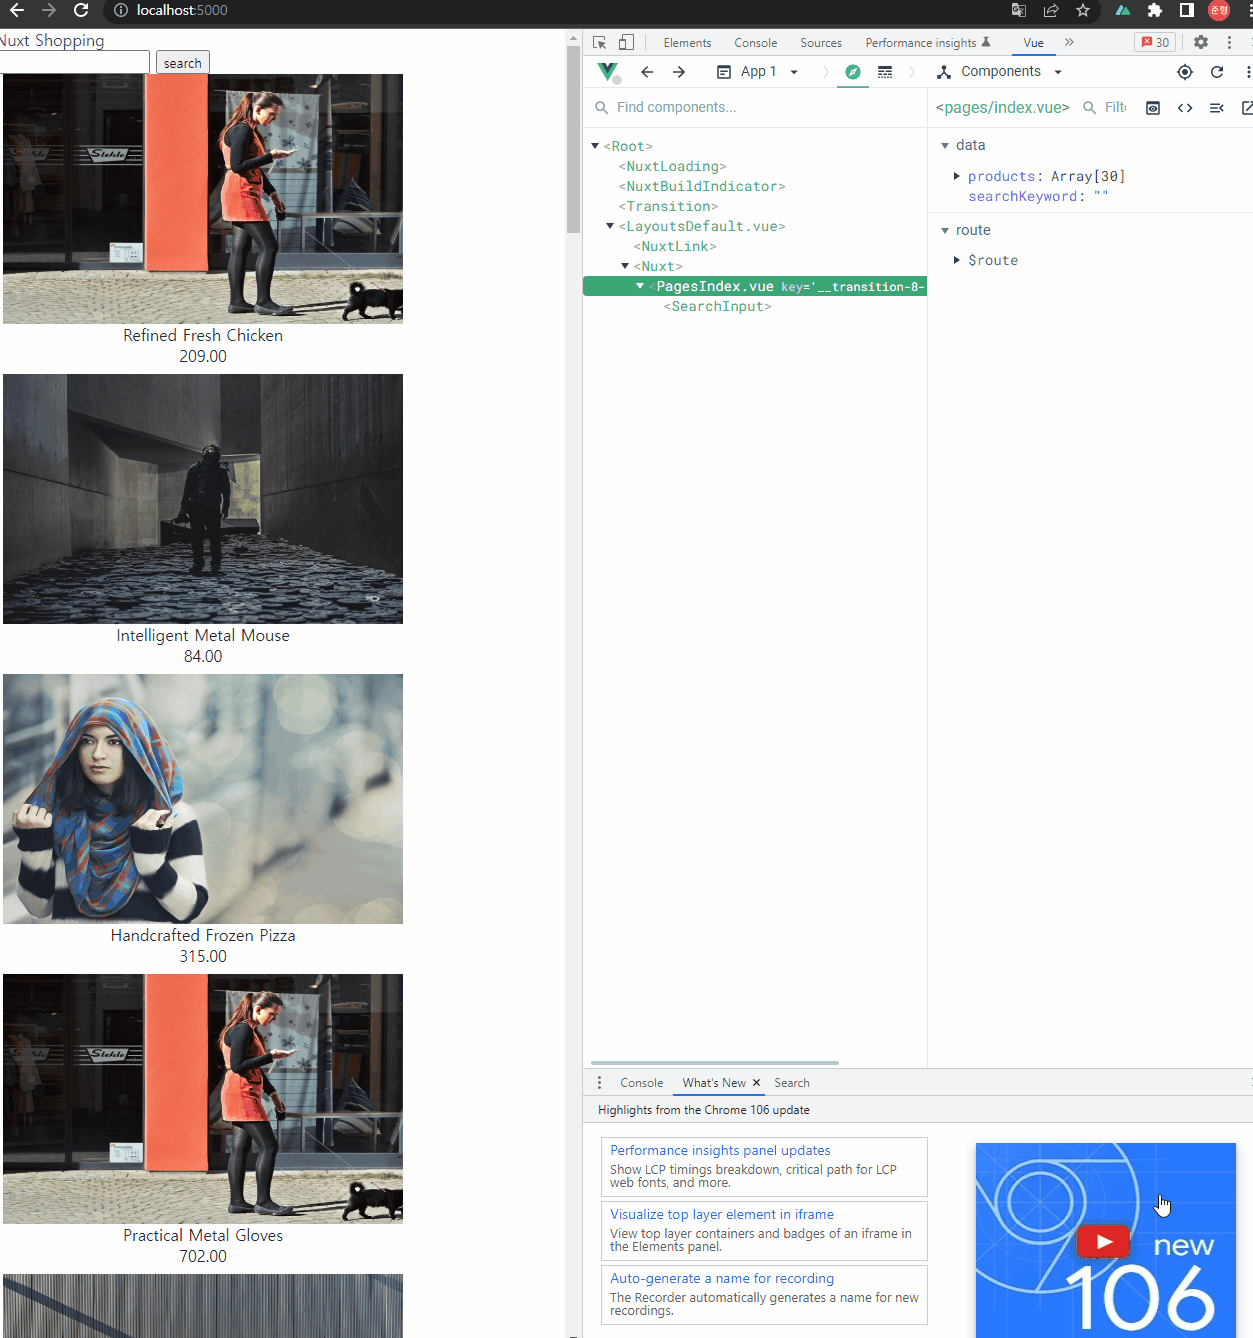 localhost:5000
준형
Nuxt Shopping
search
Stehle
Refined Fresh Chicken
209.00
Intelligent Metal Mouse
84.00
Handcrafted Frozen Pizza
315.00
Stehle
Practical Metal Gloves
702.00
Elements
Console
Sources
Performance insights
Vue
30
App 1
Components
Find components...
<pages/index.vue>
Filt
<Root>
<NuxtLoading>
<NuxtBuildIndicator>
<Transition>
<LayoutsDefault.vue>
<NuxtLink>
<Nuxt>
<PagesIndex.vue key='__transition-8-
<SearchInput>
data
products: Array[30]
searchKeyword: ""
route
$route
Console
What's New
Search
Highlights from the Chrome 106 update
Performance insights panel updates
Show LCP timings breakdown, critical path for LCP
web fonts, and more.
Visualize top layer element in iframe
View top layer containers and badges of an iframe in
the Elements panel.
Auto-generate a name for recording
The Recorder automatically generates a name for new
recordings.
new
106